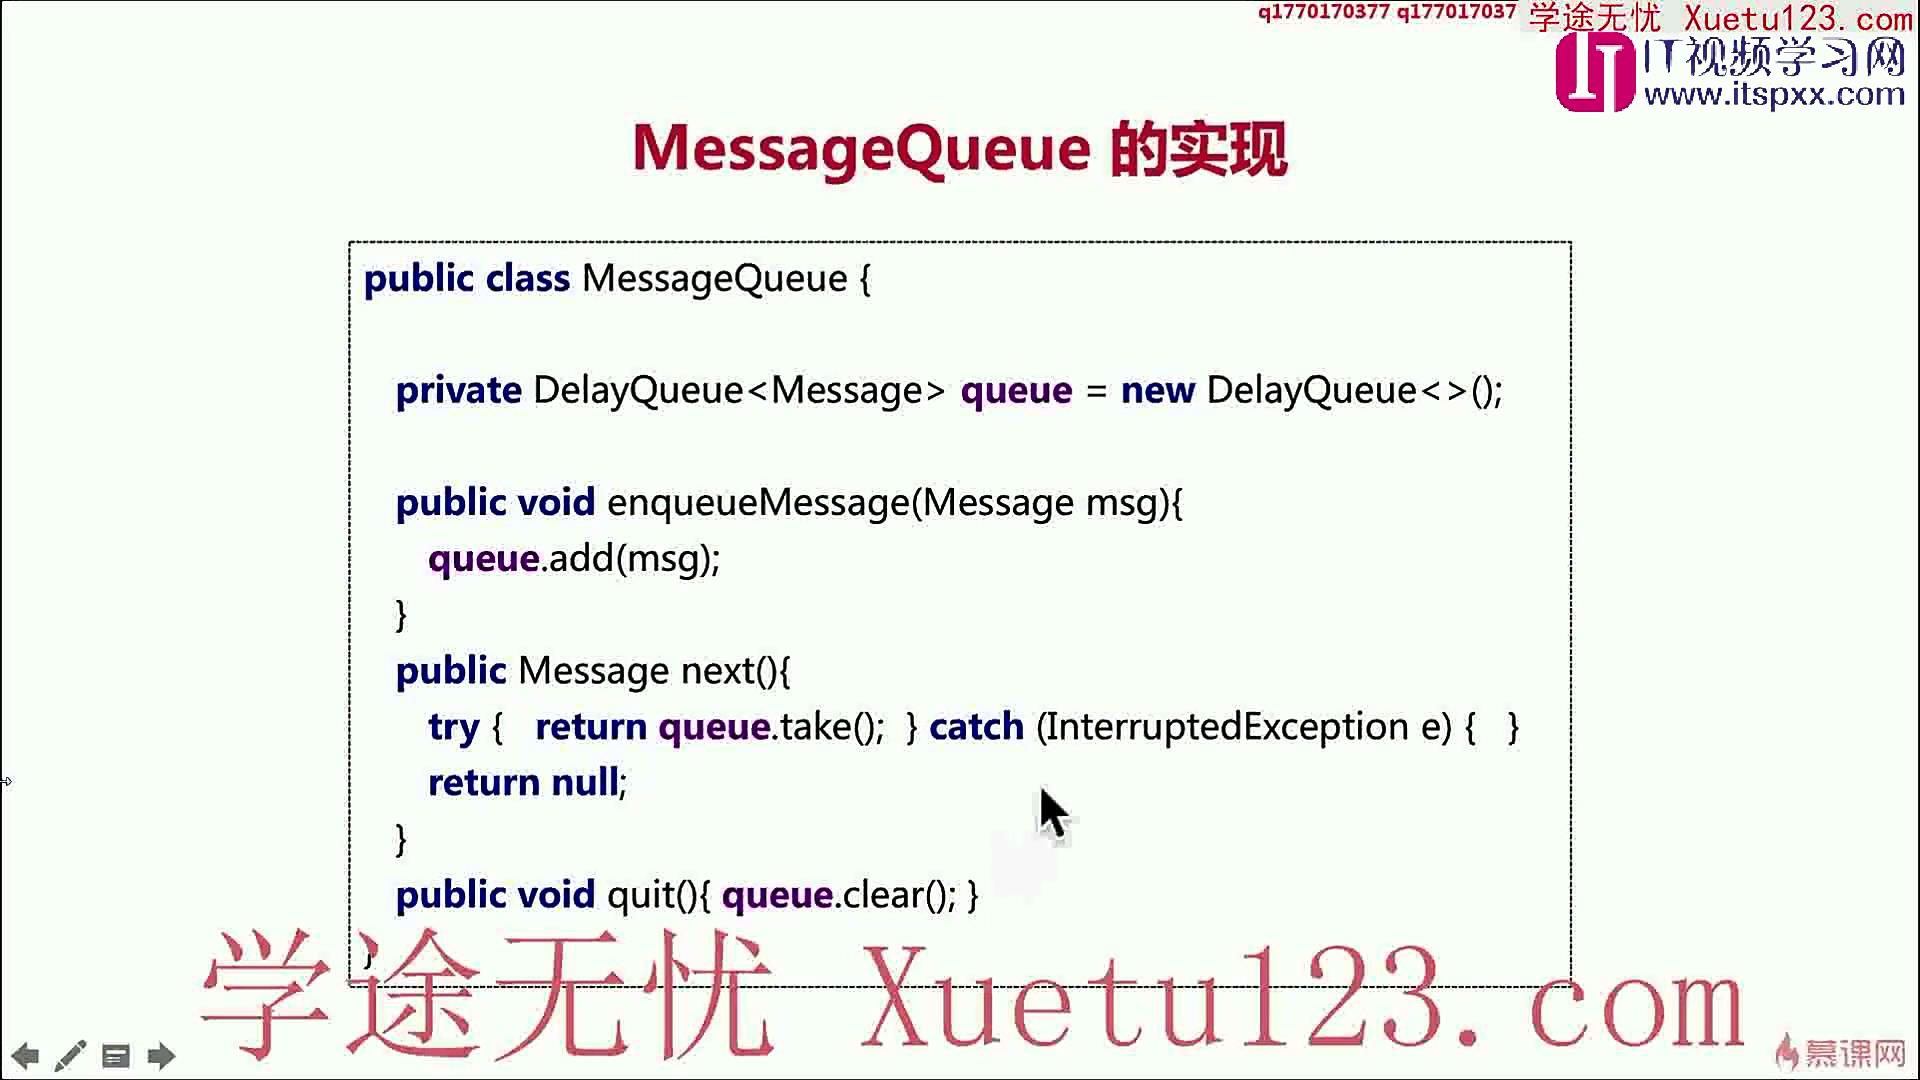 q1770170377 q177017037
学途无忧 Xuetu123.com
IT视频学习网
www.itspxx.com
MessageQueue 的实现
public class MessageQueue {
private DelayQueue<Message> queue = new DelayQueue<>();
public void enqueueMessage(Message msg){
queue.add(msg);
}
public Message next(){
try { return queue.take(); } catch (InterruptedException e) { }
return null;
}
public void quit(){ queue.clear(); }
}
学途无忧 Xuetu123.com
慕课网